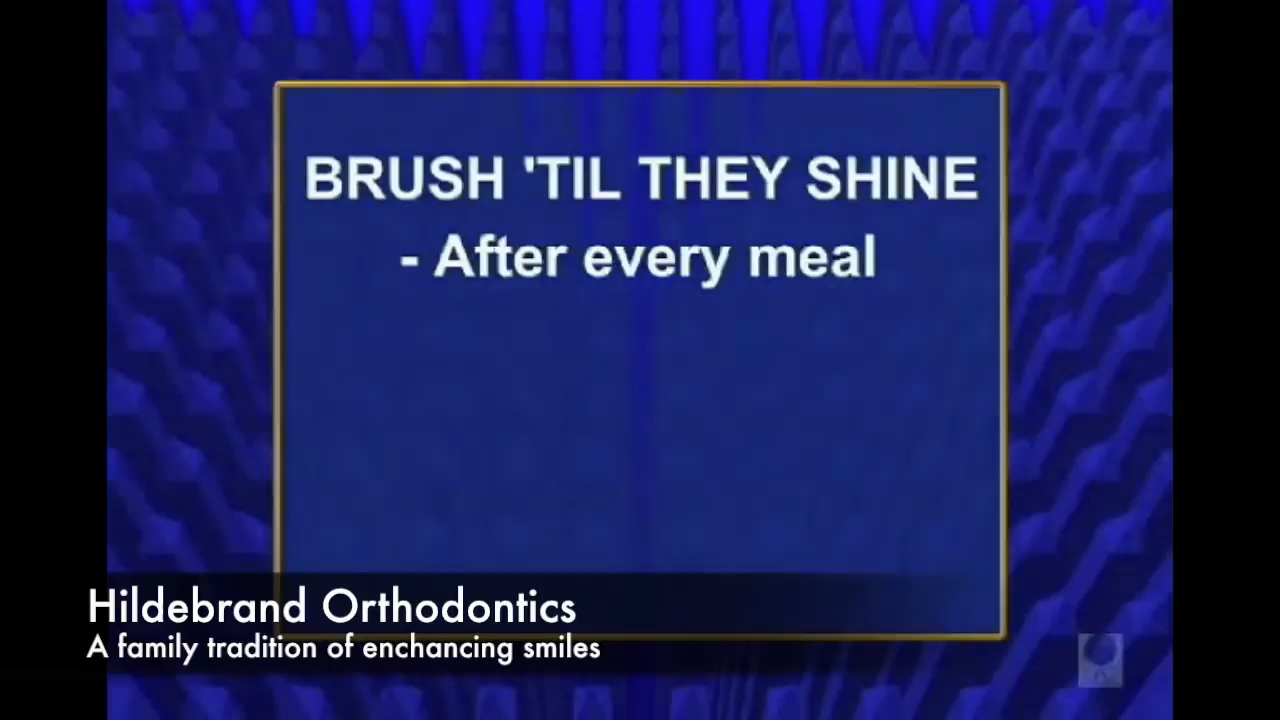 BRUSH 'TIL THEY SHINE
- After every meal
Hildebrand Orthodontics
A family tradition of enchancing smiles